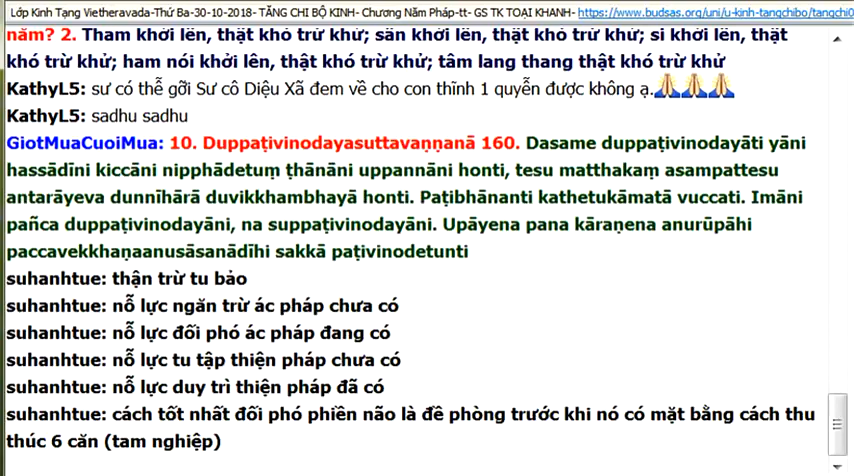 Lớp Kinh Tạng Vietheravada-Thứ Ba-30-10-2018- TĂNG CHI BỘ KINH- Chương Năm Pháp-tt- GS TK TOẠI KHANH- https://www.budsas.org/uni/u-kinh-tangchibo/tangchi0
năm? 2. Tham khởi lên, thật khó trừ khử; sân khởi lên, thật khó trừ khử; si khởi lên, thật
khó trừ khử; ham nói khởi lên, thật khó trừ khử; tâm lang thang thật khó trừ khử
KathyL5: sư có thể gỡi Sư cô Diệu Xã đem về cho con thĩnh 1 quyển được không ạ.🙏🙏🙏
KathyL5: sadhu sadhu
GiotMuaCuoiMua: 10. Duppaṭivinodayasuttavaṇṇanā 160. Dasame duppaṭivinodayāti yāni
hassādīni kiccāni nipphādetuṃ ṭhānāni uppannāni honti, tesu matthakaṃ asampattesu
antarāyeva dunnīhārā duvikkhambhayā honti. Paṭibhānanti kathetukāmatā vuccati. Imāni
pañca duppaṭivinodayāni, na suppaṭivinodayāni. Upāyena pana kāraṇena anurūpāhi
paccavekkhaṇaanusāsanādīhi sakkā paṭivinodetunti
suhanhtue: thận trừ tu bảo
suhanhtue: nỗ lực ngăn trừ ác pháp chưa có
suhanhtue: nỗ lực đối phó ác pháp đang có
suhanhtue: nỗ lực tu tập thiện pháp chưa có
suhanhtue: nỗ lực duy trì thiện pháp đã có
suhanhtue: cách tốt nhất đối phó phiền não là đề phòng trước khi nó có mặt bằng cách thu
thúc 6 căn (tam nghiệp)